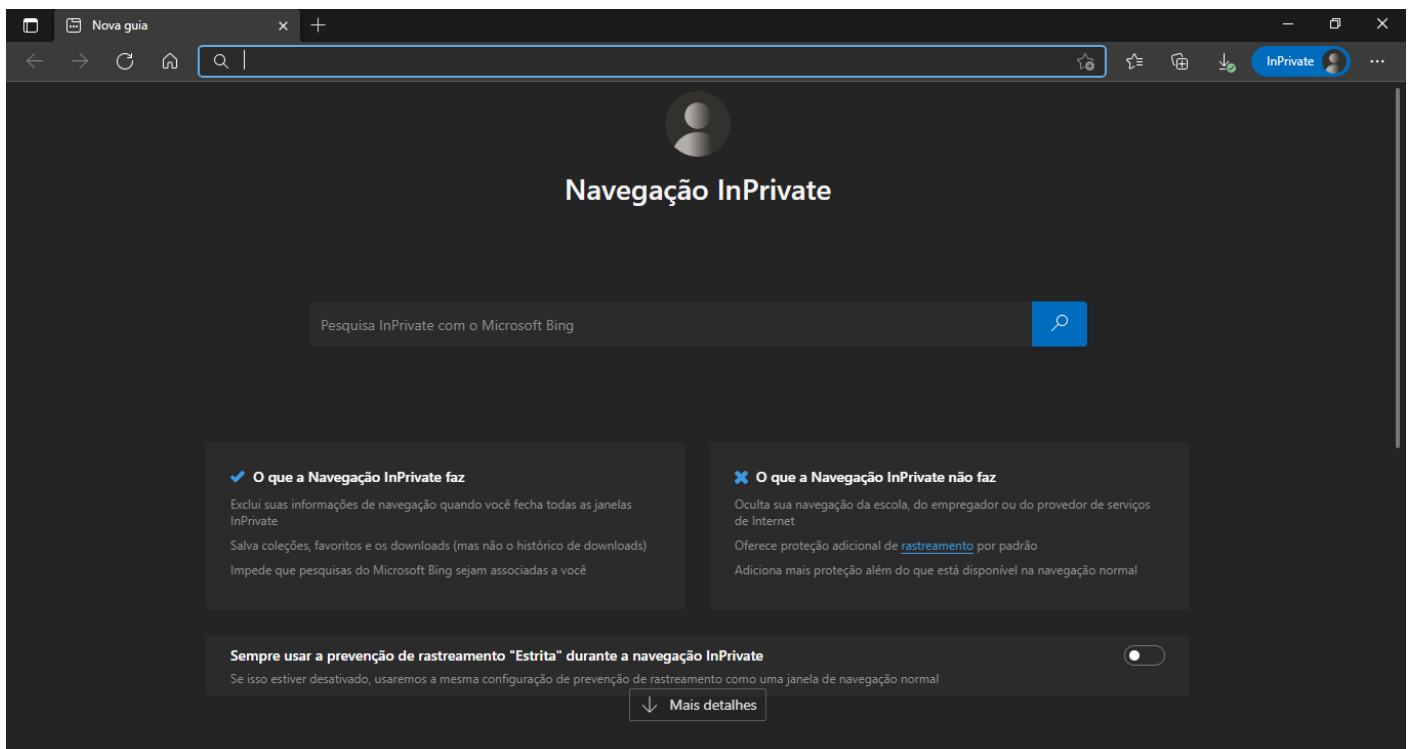 Nova guia
InPrivate
Navegação InPrivate
Pesquisa InPrivate com o Microsoft Bing
O que a Navegação InPrivate faz
Exclui suas informações de navegação quando você fecha todas as janelas
InPrivate
Salva coleções, favoritos e os downloads (mas não o histórico de downloads)
Impede que pesquisas do Microsoft Bing sejam associadas a você
O que a Navegação InPrivate não faz
Oculta sua navegação da escola, do empregador ou do provedor de serviços
de Internet
Oferece proteção adicional de rastreamento por padrão
Adiciona mais proteção além do que está disponível na navegação normal
Sempre usar a prevenção de rastreamento "Estrita" durante a navegação InPrivate
Se isso estiver desativado, usaremos a mesma configuração de prevenção de rastreamento como uma janela de navegação normal
Mais detalhes